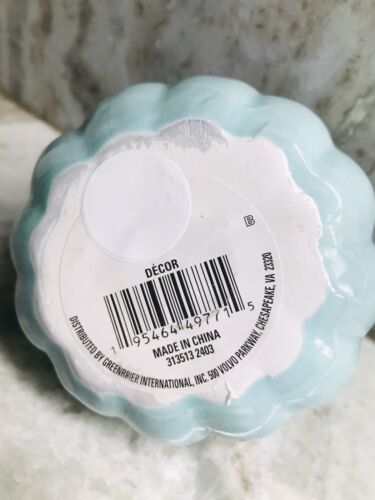 B
DÉCOR
1 95464 49771 5
MADE IN CHINA
313513 2403
DISTRIBUTED BY GREENBRIER INTERNATIONAL, INC. 500 VOLVO PARKWAY, CHESAPEAKE, VA 23320